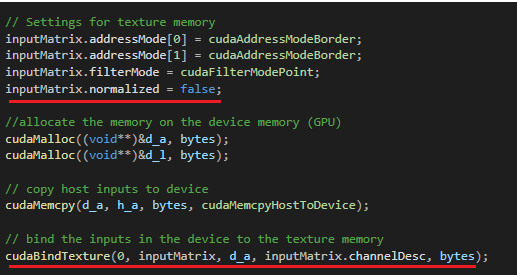 // Settings for texture memory
inputMatrix.addressMode[0] = cudaAddressModeBorder;
inputMatrix.addressMode[1] = cudaAddressModeBorder;
inputMatrix.filterMode = cudaFilterModePoint;
inputMatrix.normalized = false;
//allocate the memory on the device memory (GPU)
cudaMalloc((void**)&d_a, bytes);
cudaMalloc((void**)&d_l, bytes);
// copy host inputs to device
cudaMemcpy(d_a, h_a, bytes, cudaMemcpyHostToDevice);
// bind the inputs in the device to the texture memory
cudaBindTexture(0, inputMatrix, d_a, inputMatrix.channelDesc, bytes);